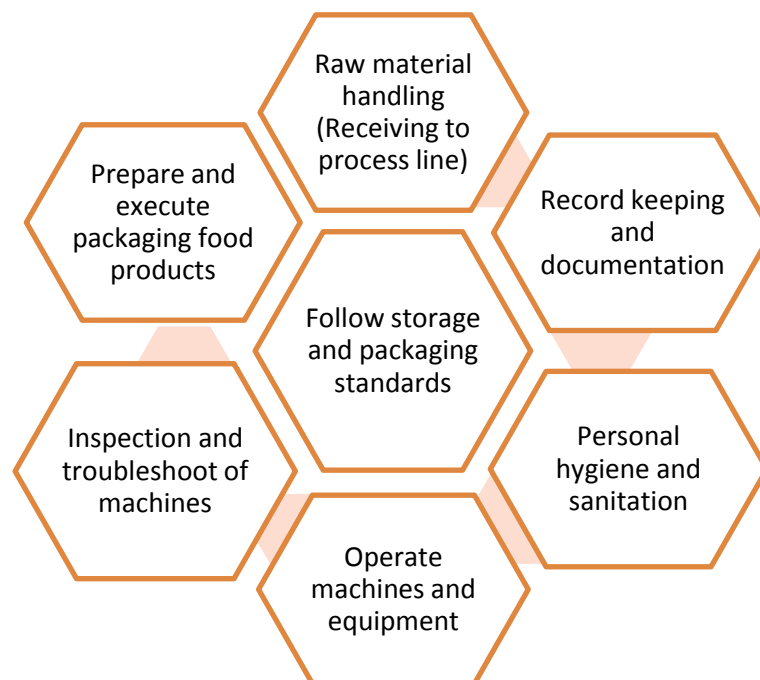 Raw material
handling
(Receiving to
process line)
Prepare and
execute
packaging food
products
Record keeping
and
documentation
Follow storage
and packaging
standards
Inspection and
troubleshoot of
machines
Personal
hygiene and
sanitation
Operate
machines and
equipment